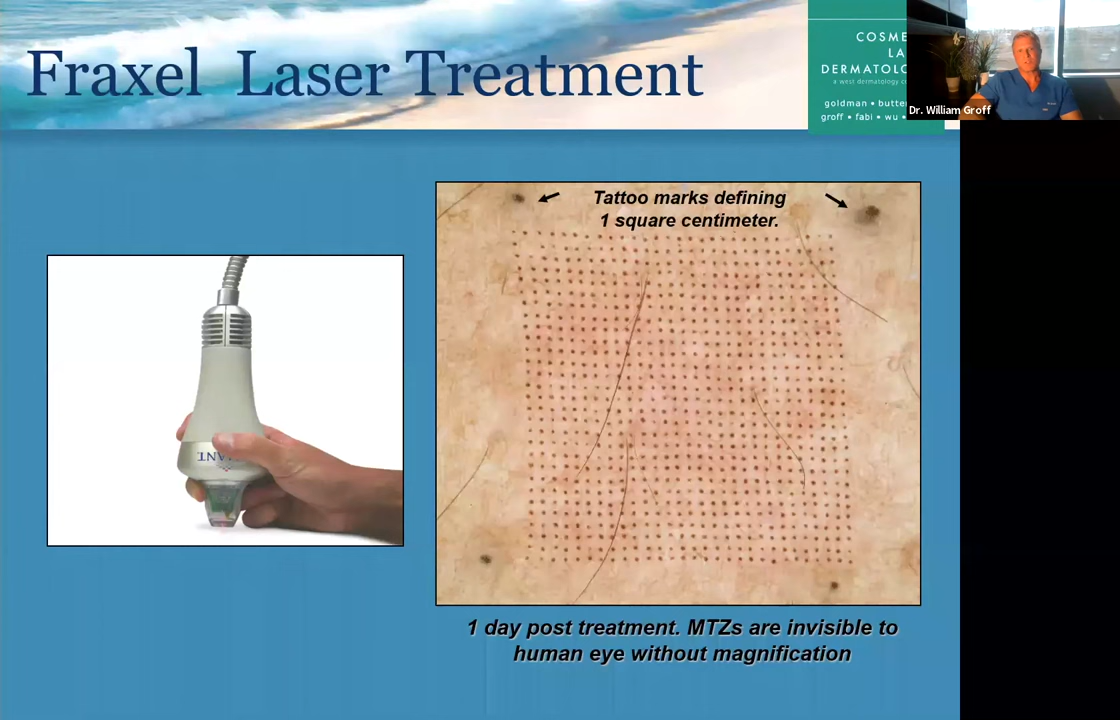 Fraxel Laser Treatment
COSME
LA
DERMATOLO
a west dermatology
goldman • butte
groff • fabi • wu •
Dr. William Groff
Tattoo marks defining
1 square centimeter.
1 day post treatment. MTZs are invisible to
human eye without magnification